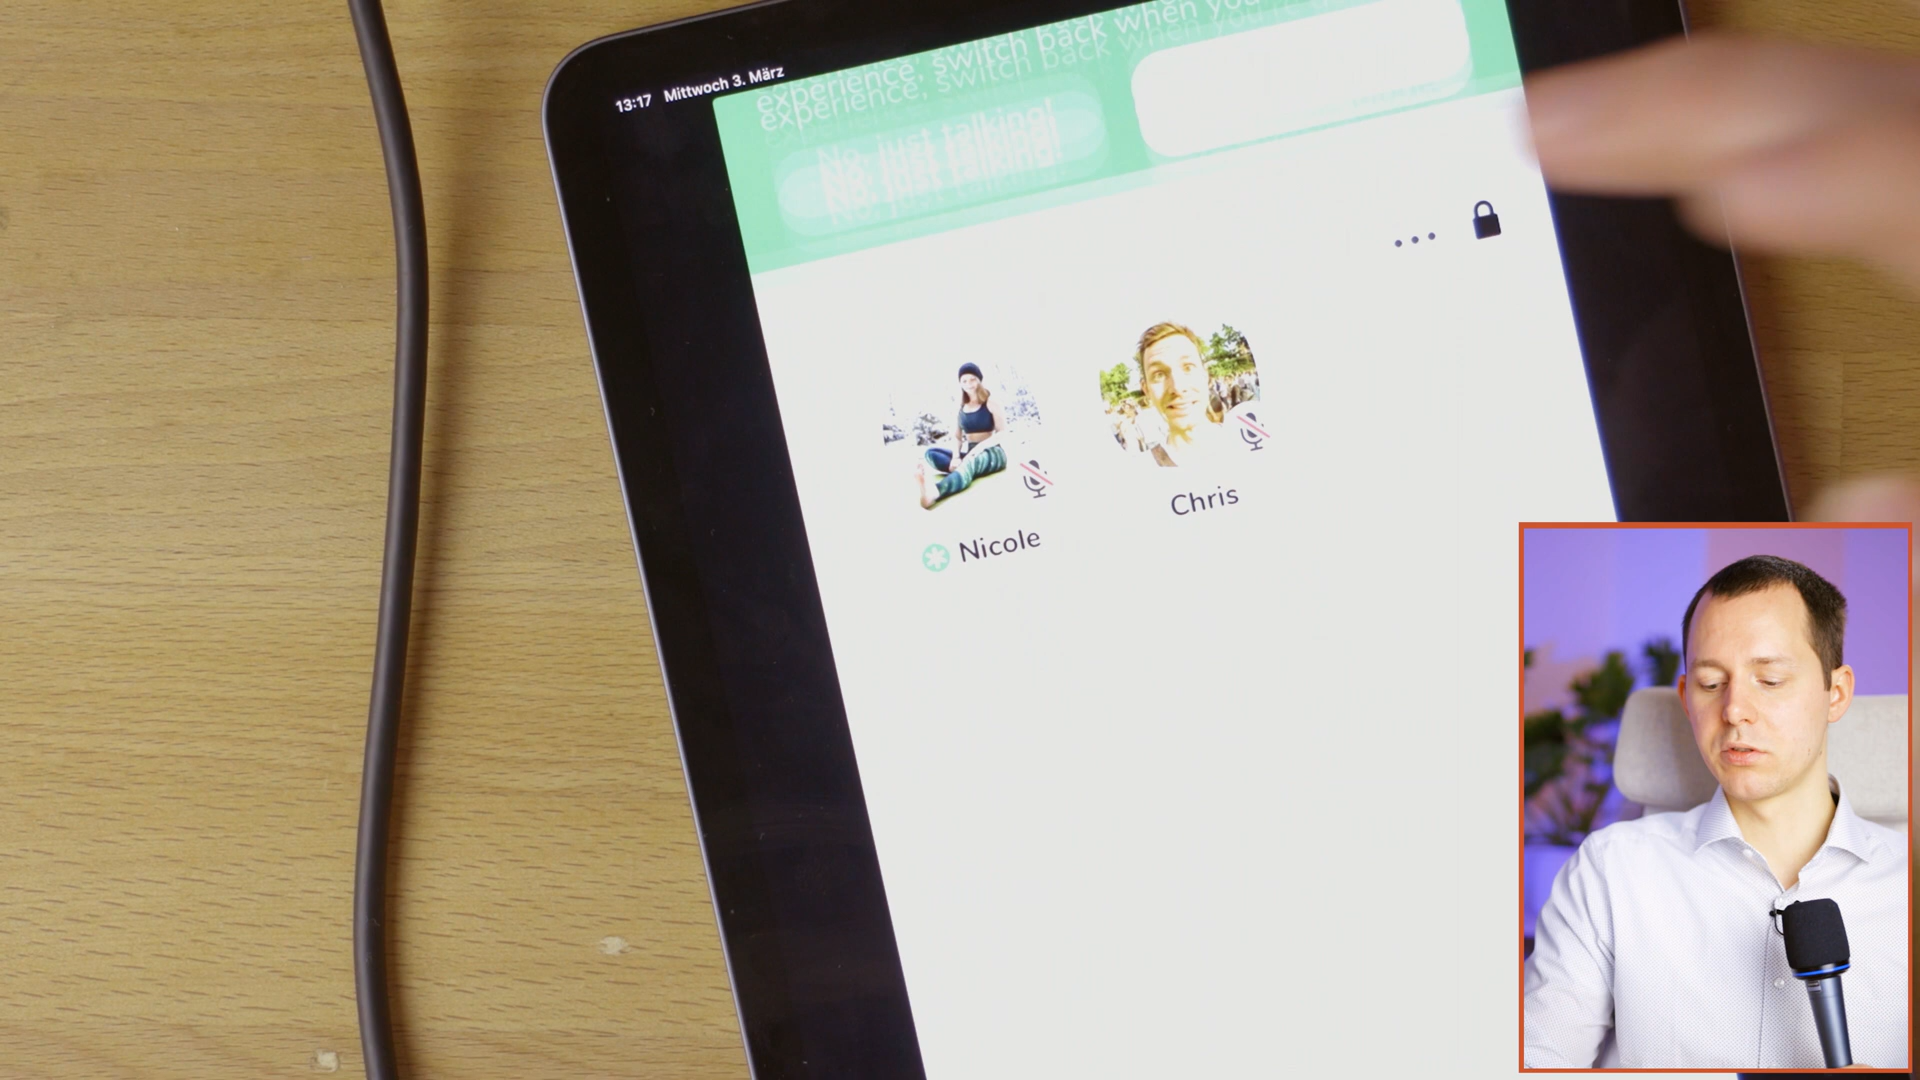 13:17 Mittwoch 3. März
experience, switch back when you
No, just talking!
Nicole
Chris